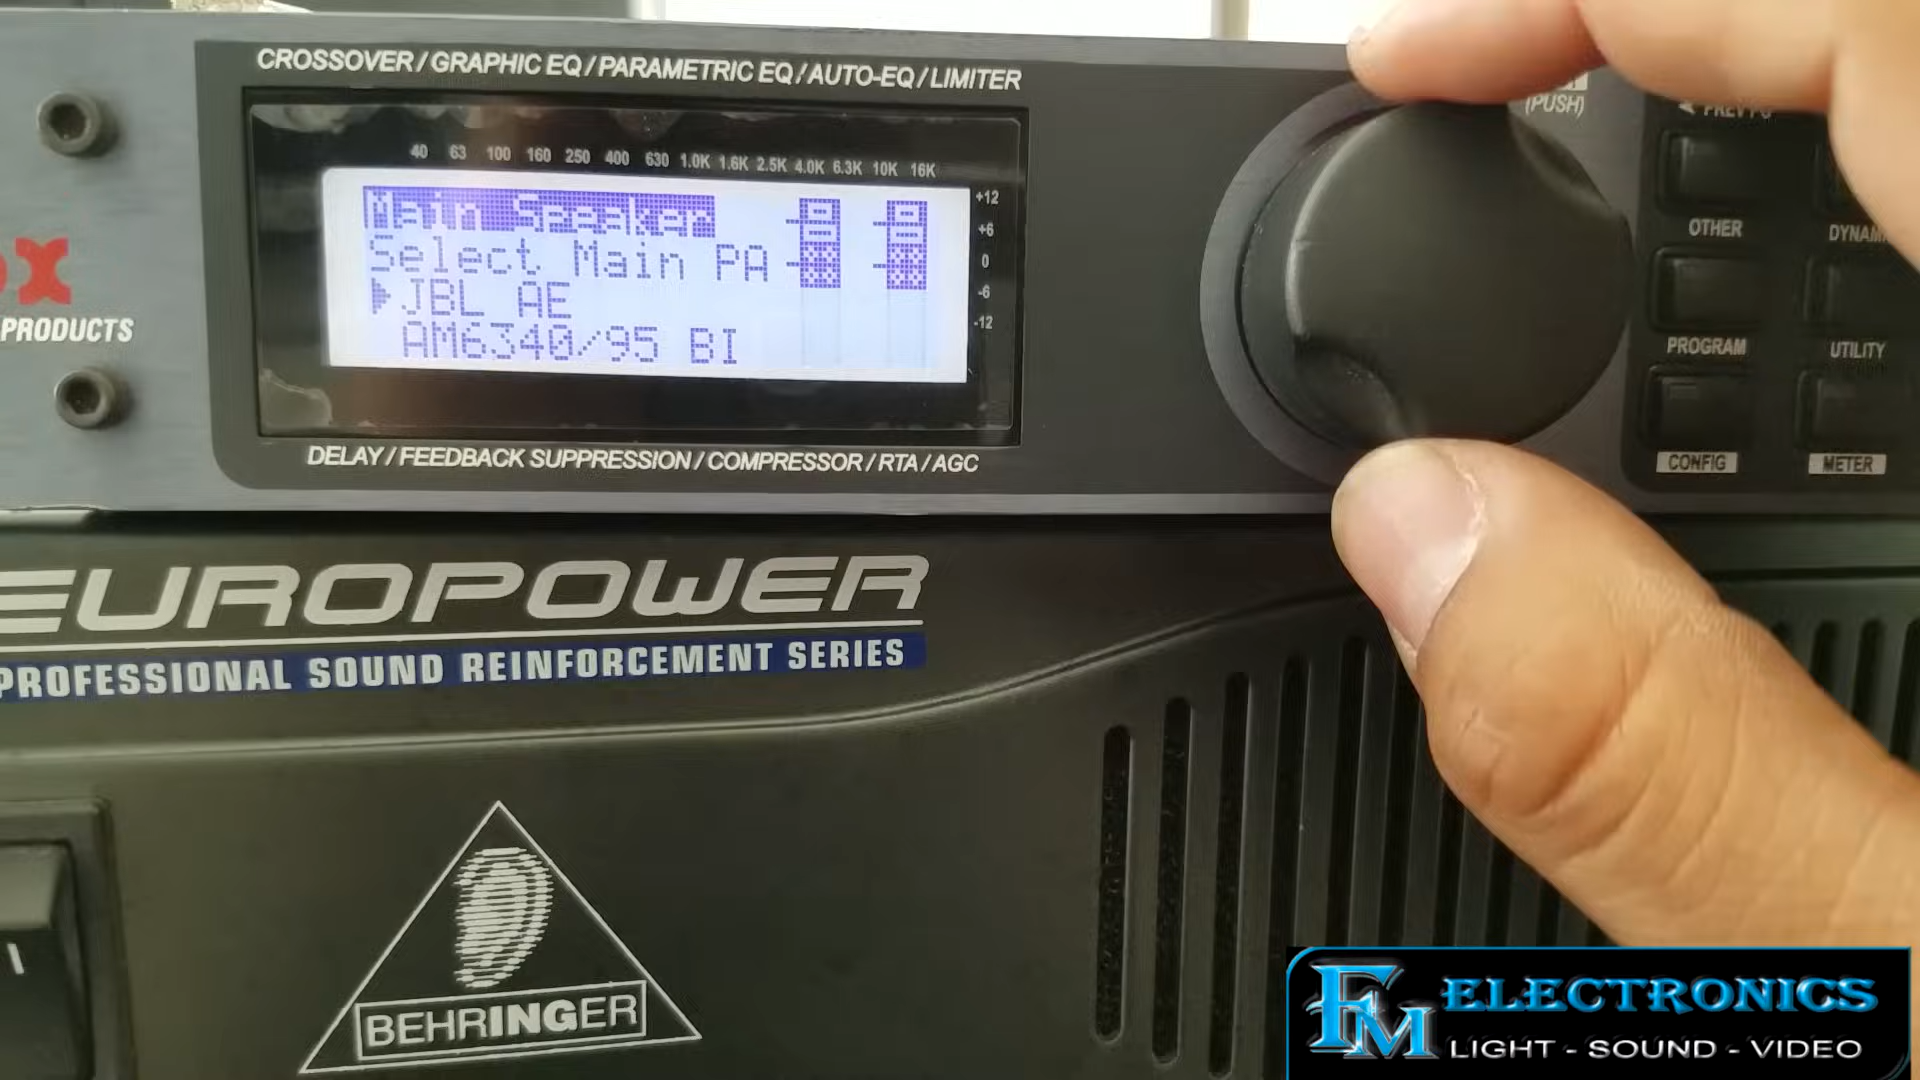 CROSSOVER / GRAPHIC EQ / PARAMETRIC EQ / AUTO-EQ / LIMITER
(PUSH)
40 63 100 160 250 400 630 1.0K 1.6K 2.5K 4.0K 6.3K 10K 16K
Main Speaker
Select Main PA
JBL AE
AM6340/95 BI
+12
+6
0
-6
-12
DELAY / FEEDBACK SUPPRESSION / COMPRESSOR / RTA / AGC
PRODUCTS
PREV PG
OTHER
PROGRAM
UTILITY
CONFIG
METER
EUROPOWER
PROFESSIONAL SOUND REINFORCEMENT SERIES
BEHRINGER
FM ELECTRONICS
LIGHT - SOUND - VIDEO